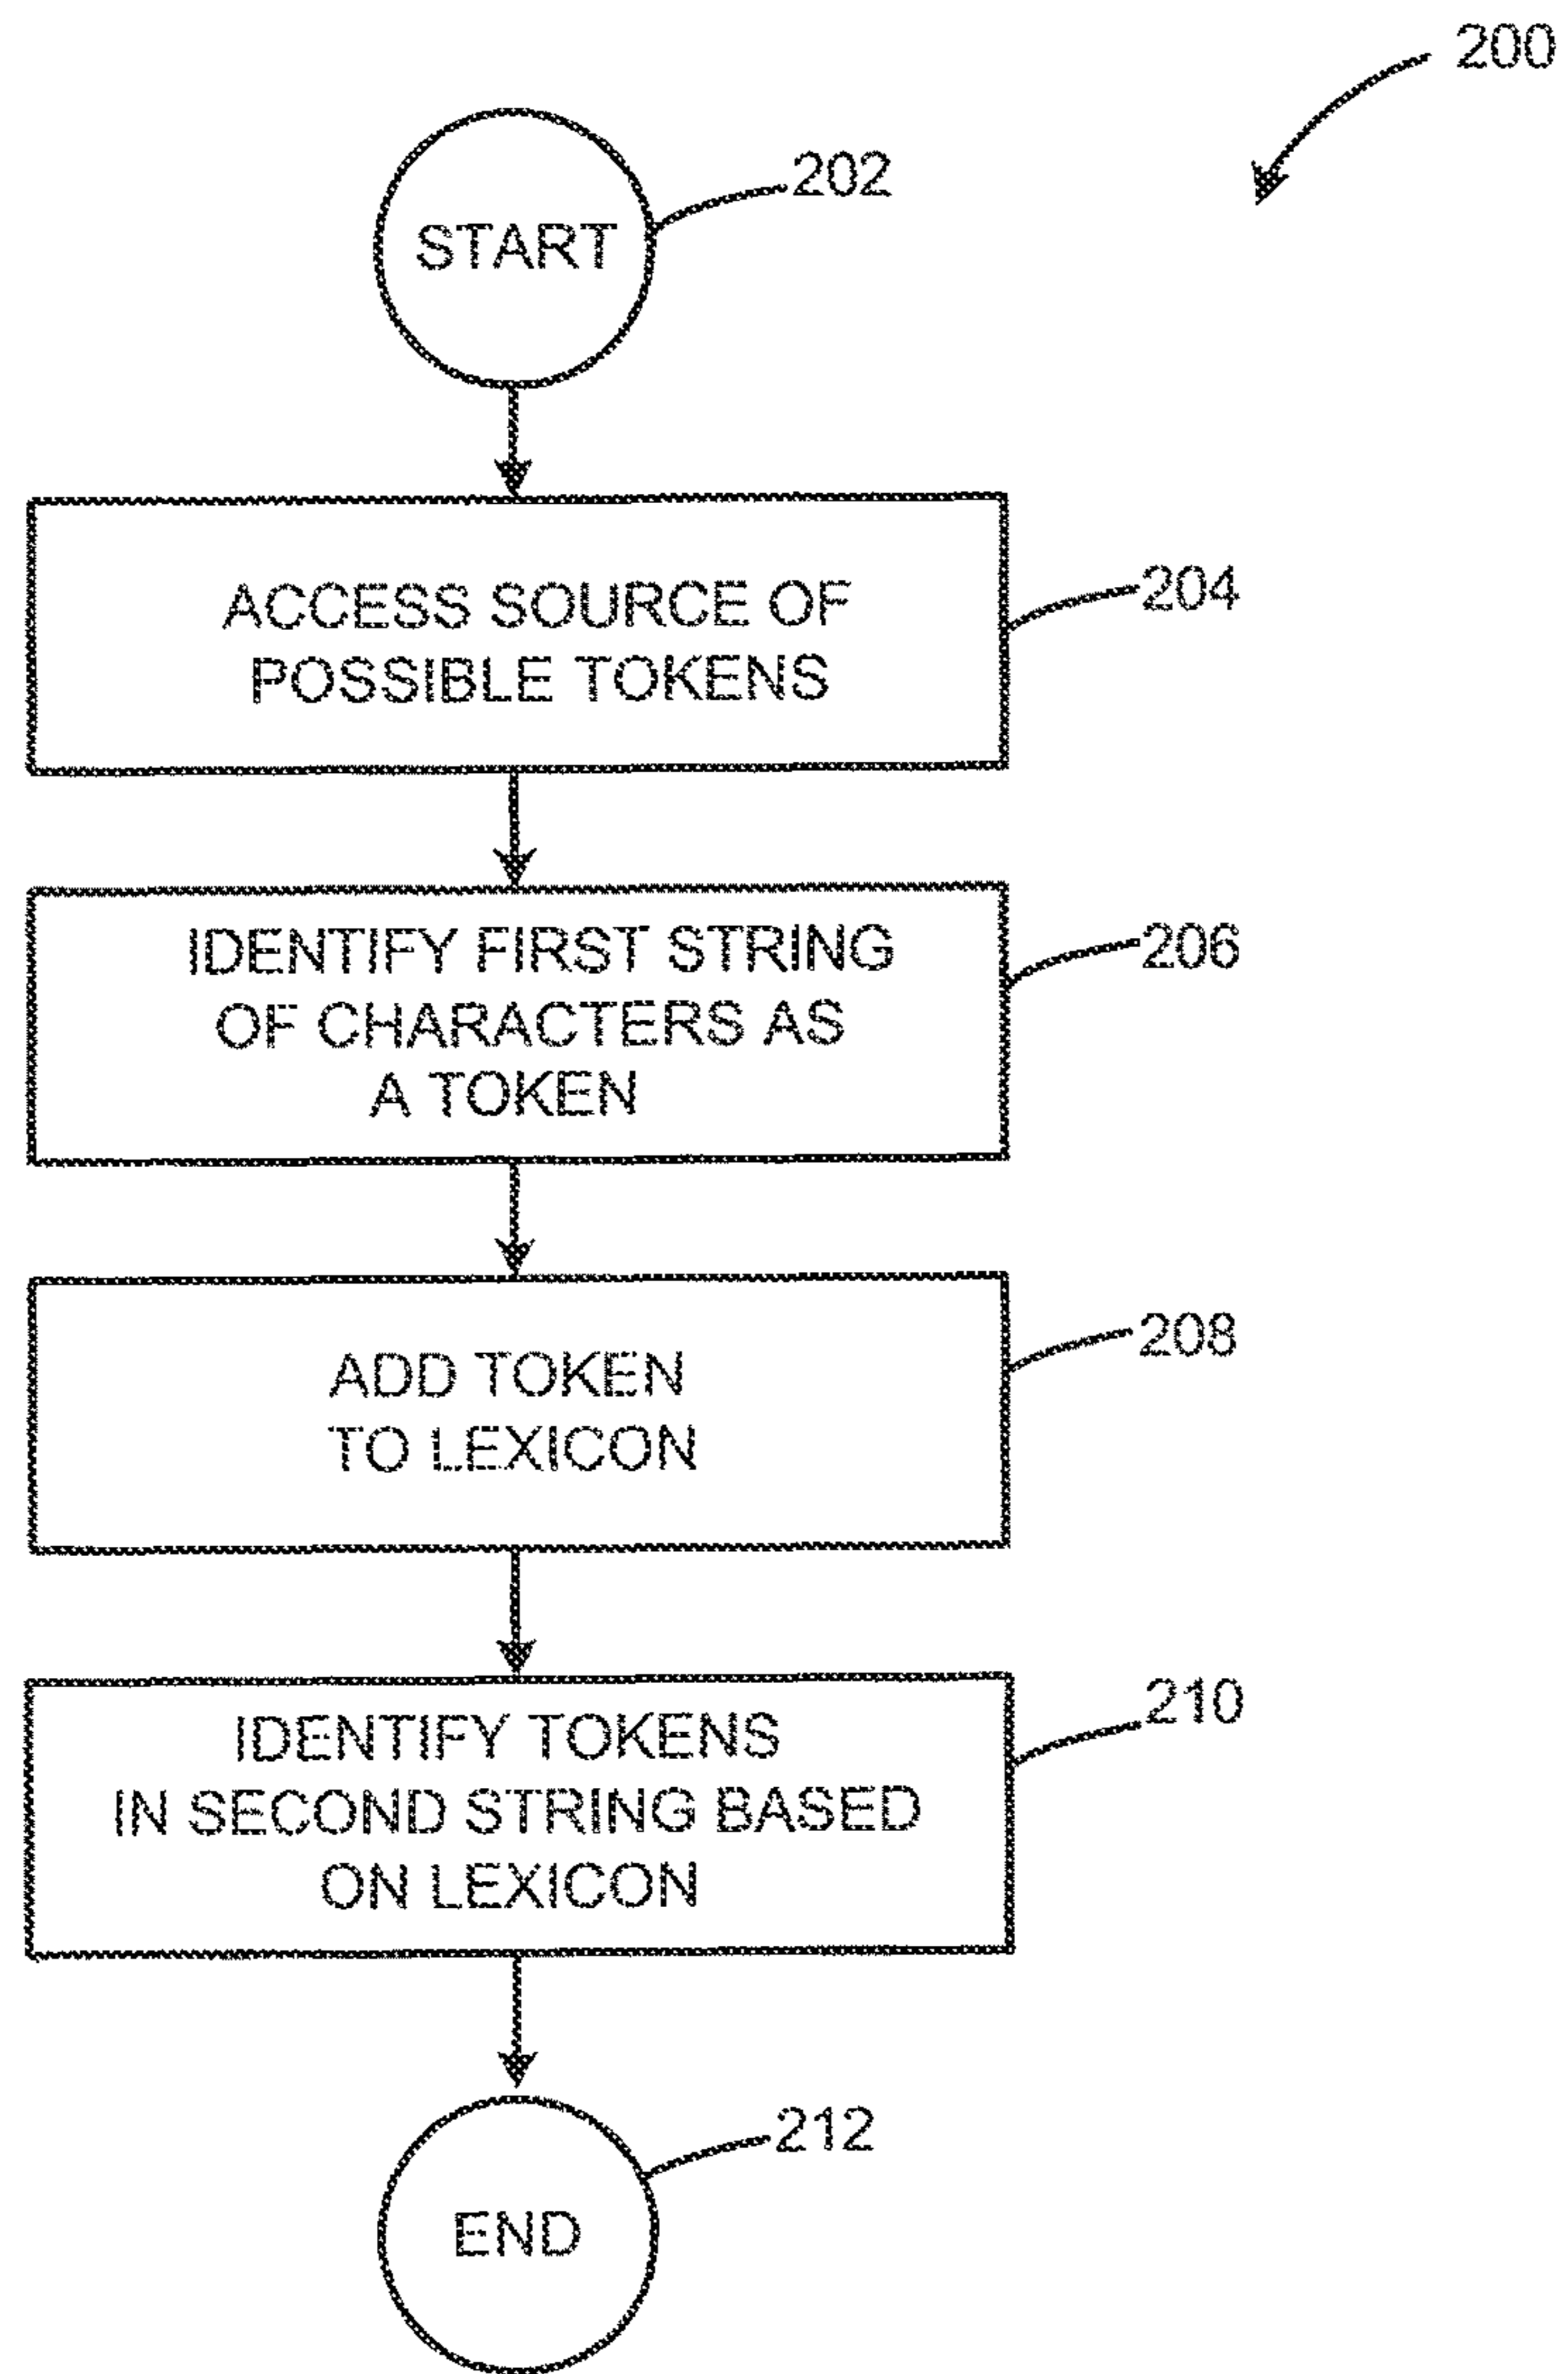 200
START
202
ACCESS SOURCE OF
POSSIBLE TOKENS
204
IDENTIFY FIRST STRING
OF CHARACTERS AS
A TOKEN
206
ADD TOKEN
TO LEXICON
208
IDENTIFY TOKENS
IN SECOND STRING BASED
ON LEXICON
210
END
212